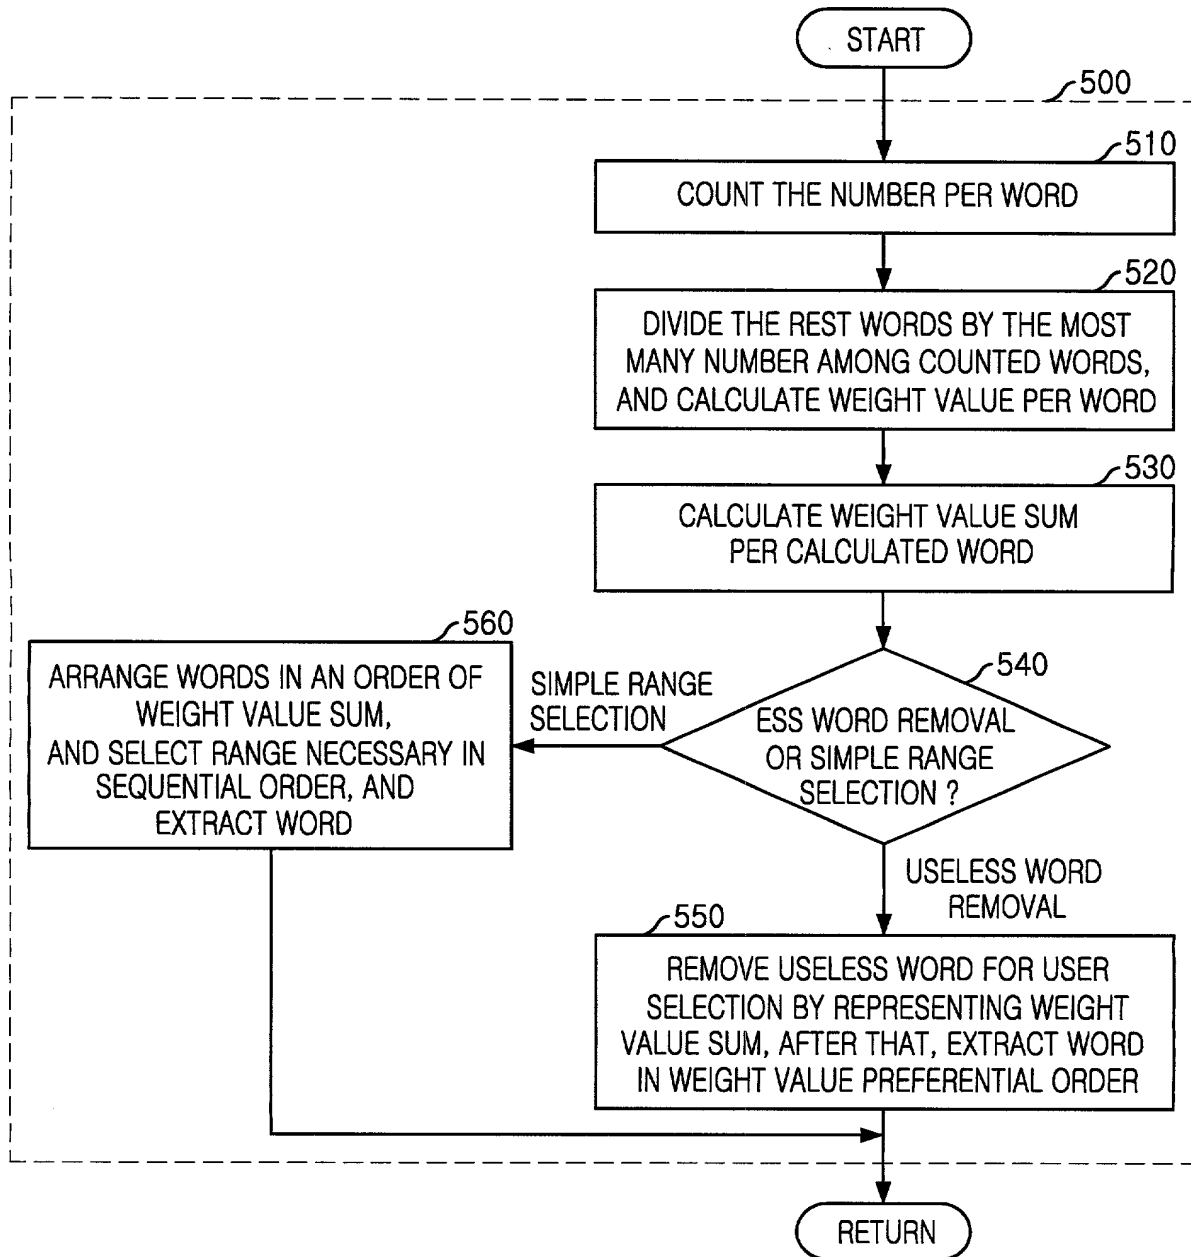 START
500
510
COUNT THE NUMBER PER WORD
520
DIVIDE THE REST WORDS BY THE MOST
MANY NUMBER AMONG COUNTED WORDS,
AND CALCULATE WEIGHT VALUE PER WORD
530
CALCULATE WEIGHT VALUE SUM
PER CALCULATED WORD
540
ESS WORD REMOVAL
OR SIMPLE RANGE
SELECTION ?
SIMPLE RANGE
SELECTION
560
ARRANGE WORDS IN AN ORDER OF
WEIGHT VALUE SUM,
AND SELECT RANGE NECESSARY IN
SEQUENTIAL ORDER, AND
EXTRACT WORD
USELESS WORD
REMOVAL
550
REMOVE USELESS WORD FOR USER
SELECTION BY REPRESENTING WEIGHT
VALUE SUM, AFTER THAT, EXTRACT WORD
IN WEIGHT VALUE PREFERENTIAL ORDER
RETURN